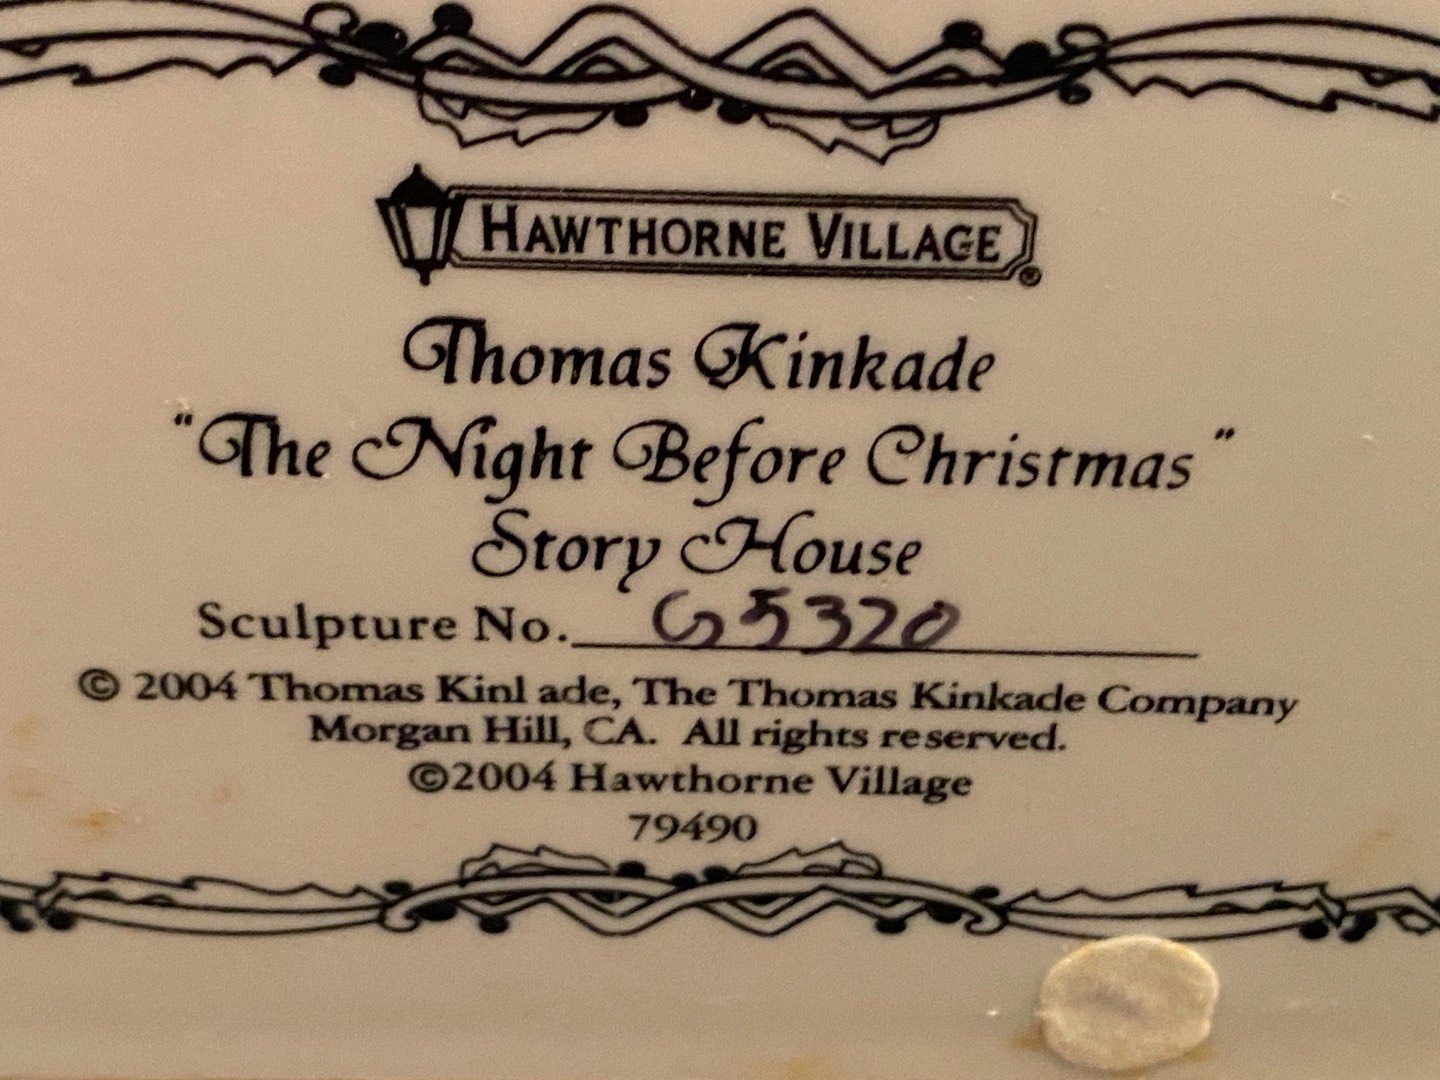 HAWTHORNE VILLAGE®
Thomas Kinkade
"The Night Before Christmas"
Story House
Sculpture No. G5320
© 2004 Thomas Kinl ade, The Thomas Kinkade Company
Morgan Hill, CA. All rights reserved.
©2004 Hawthorne Village
79490